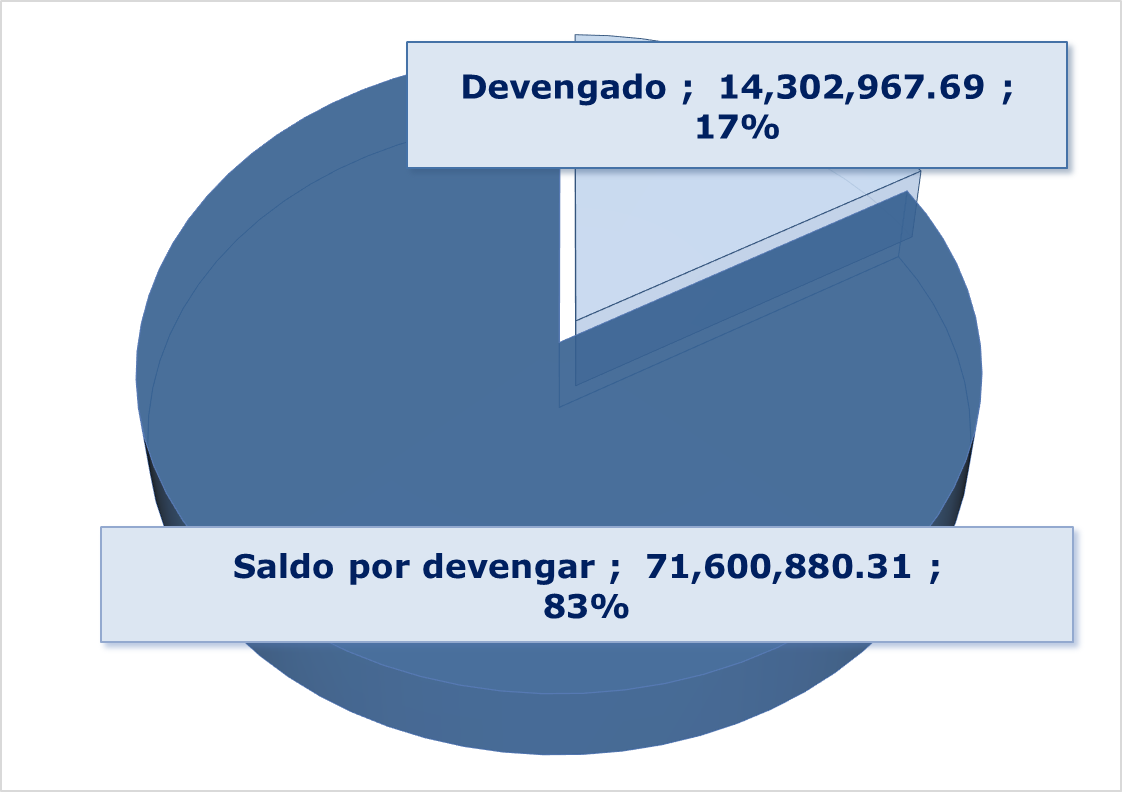 Devengado ;  14,302,967.69 ;
17%
Saldo por devengar ;  71,600,880.31 ;
83%